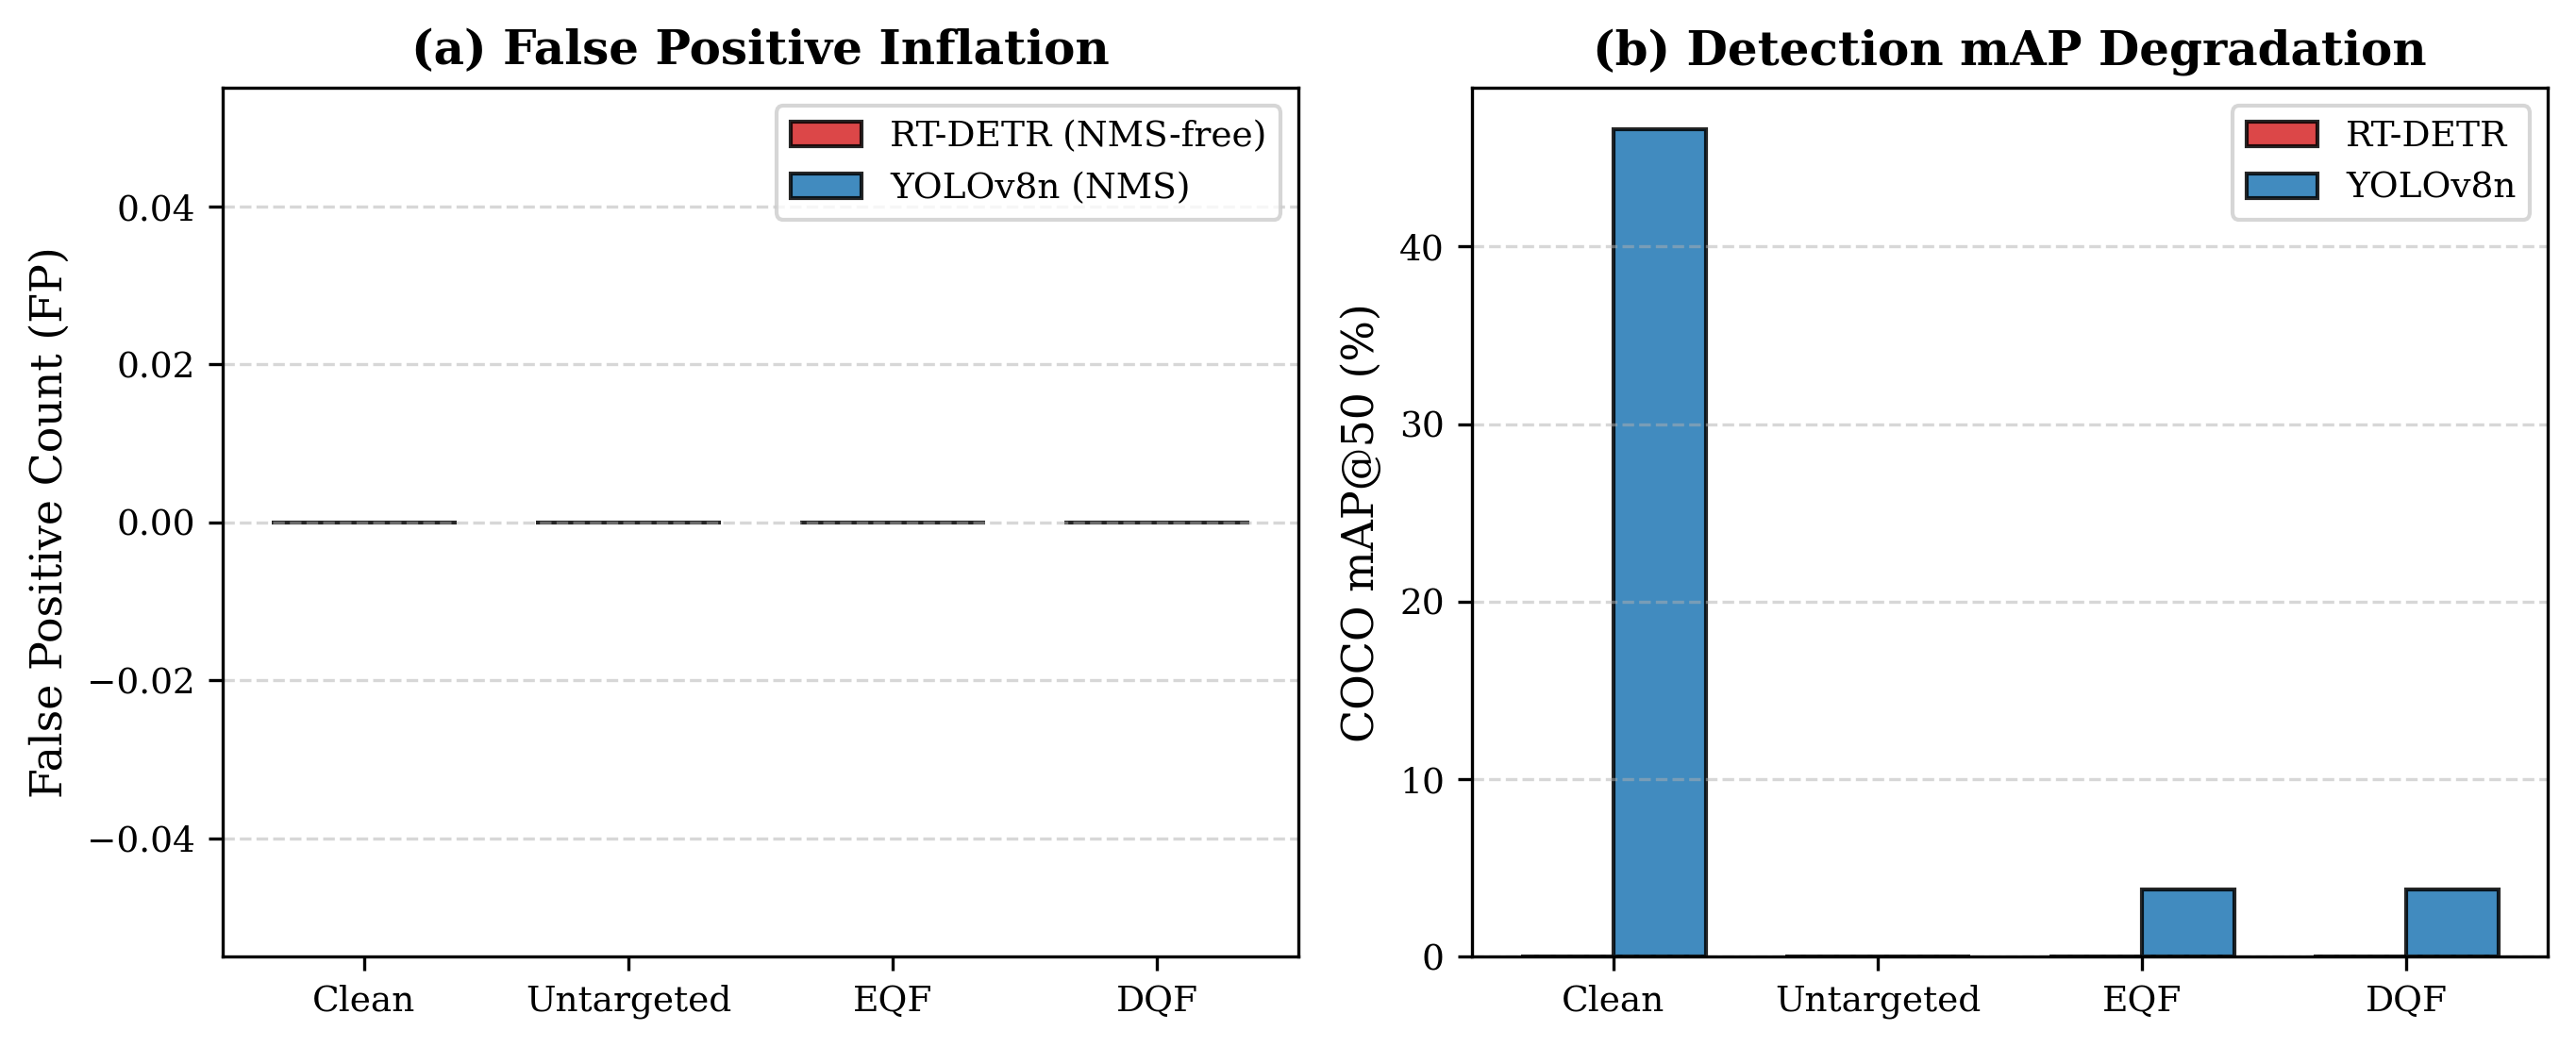 (a) False Positive Inflation
False Positive Count (FP)
0.04
0.02
0.00
−0.02
−0.04
RT-DETR (NMS-free)
YOLOv8n (NMS)
Clean
Untargeted
EQF
DQF
(b) Detection mAP Degradation
COCO mAP@50 (%)
40
30
20
10
0
RT-DETR
YOLOv8n
Clean
Untargeted
EQF
DQF